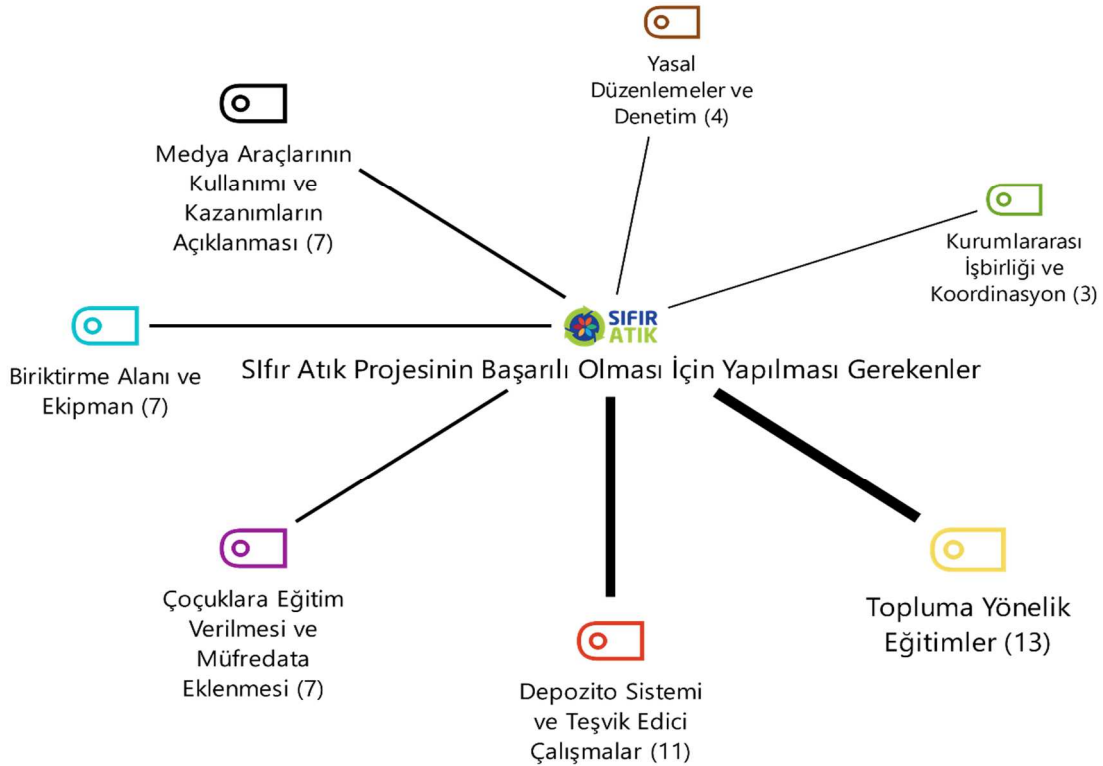 Yasal
Düzenlemeler ve
Denetim (4)
Medya Araçlarının
Kullanımı ve
Kazanımların
Açıklanması (7)
Kurumlararası
İşbirliği ve
Koordinasyon (3)
SIFIR
ATIK
SIfır Atık Projesinin Başarılı Olması İçin Yapılması Gerekenler
Biriktirme Alanı ve
Ekipman (7)
Çoçuklara Eğitim
Verilmesi ve
Müfredata
Eklenmesi (7)
Depozito Sistemi
ve Teşvik Edici
Çalışmalar (11)
Topluma Yönelik
Eğitimler (13)